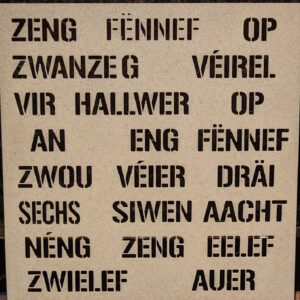 ZENG FËNNEF OP
ZWANZEG VÉIREL
VIR HALLWER OP
AN ENG FËNNEF
ZWOU VÉIER DRÄI
SECHS SIWEN AACHT
NÉNG ZENG EELEF
ZWIELEF AUER